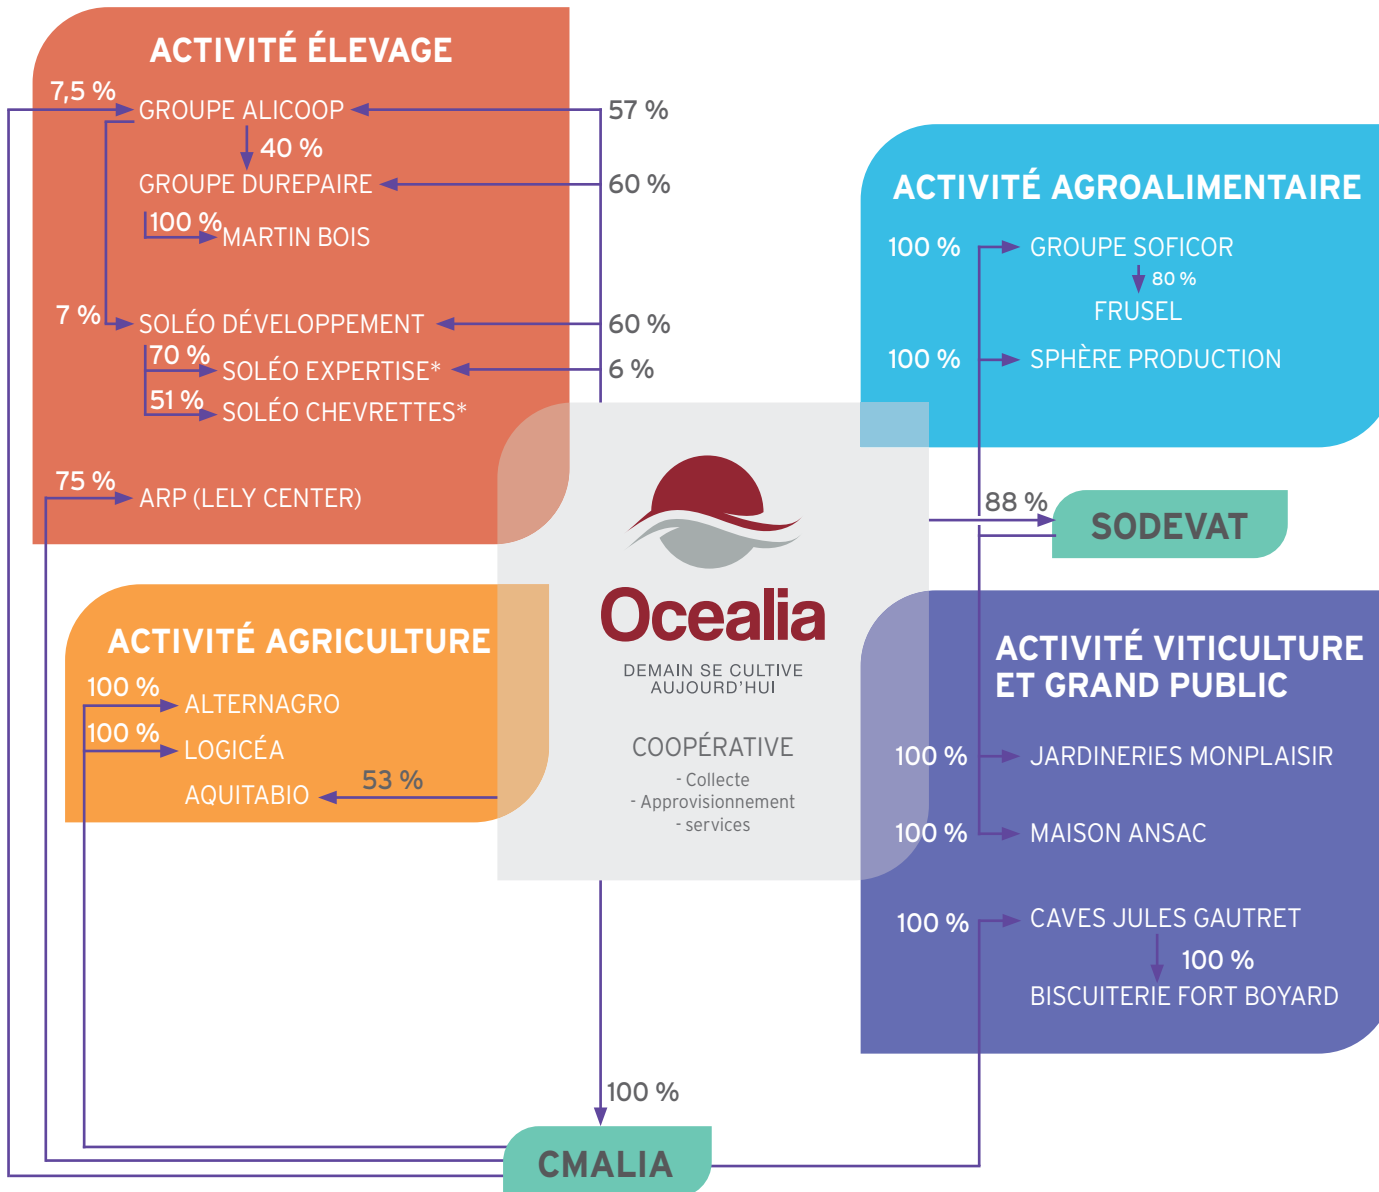 ACTIVITÉ ÉLEVAGE
7,5 %
GROUPE ALICOOP
57 %
40 %
GROUPE DUREPAIRE
60 %
100 %
MARTIN BOIS
7 %
SOLÉO DÉVELOPPEMENT
60 %
70 %
SOLÉO EXPERTISE*
6 %
51 %
SOLÉO CHEVRETTES*
75 %
ARP (LELY CENTER)
ACTIVITÉ AGROALIMENTAIRE
100 %
GROUPE SOFICOR
80 %
FRUSEL
100 %
SPHÈRE PRODUCTION
88 %
SODEVAT
Ocealia
DEMAIN SE CULTIVE
AUJOURD'HUI
COOPÉRATIVE
- Collecte
- Approvisionnement
- services
ACTIVITÉ AGRICULTURE
100 %
ALTERNAGRO
100 %
LOGICÉA
AQUITABIO
53 %
ACTIVITÉ VITICULTURE
ET GRAND PUBLIC
100 %
JARDINERIES MONPLAISIR
100 %
MAISON ANSAC
100 %
CAVES JULES GAUTRET
100 %
BISCUITERIE FORT BOYARD
100 %
CMALIA